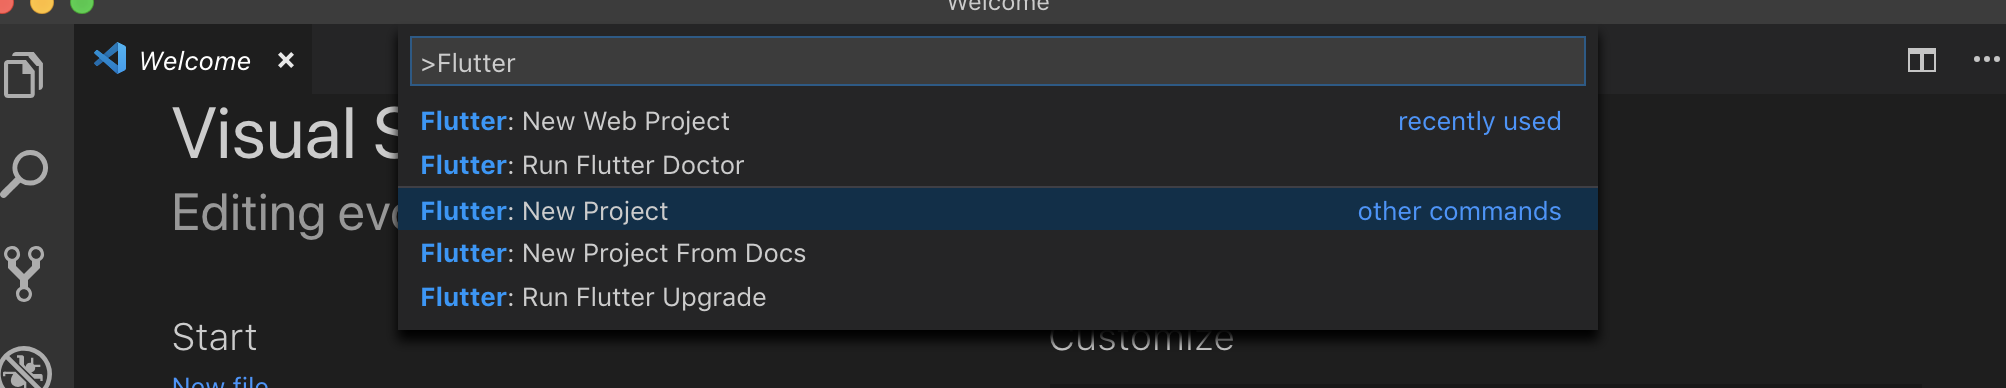 Welcome
Welcome
>Flutter
Flutter: New Web Project recently used
Flutter: Run Flutter Doctor
Flutter: New Project other commands
Flutter: New Project From Docs
Flutter: Run Flutter Upgrade
Visual S
Editing evo
Start
Customize
New file